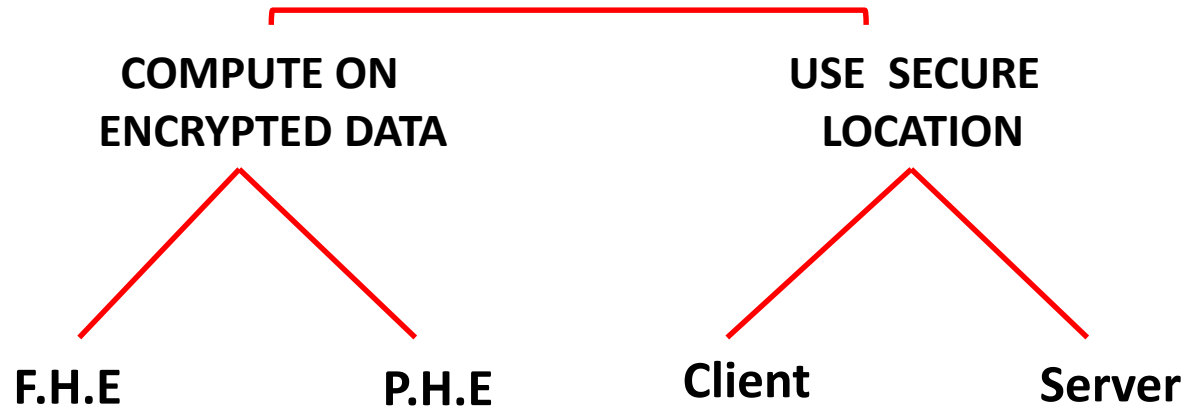 COMPUTE ON
ENCRYPTED DATA
USE SECURE
LOCATION
F.H.E
P.H.E
Client
Server